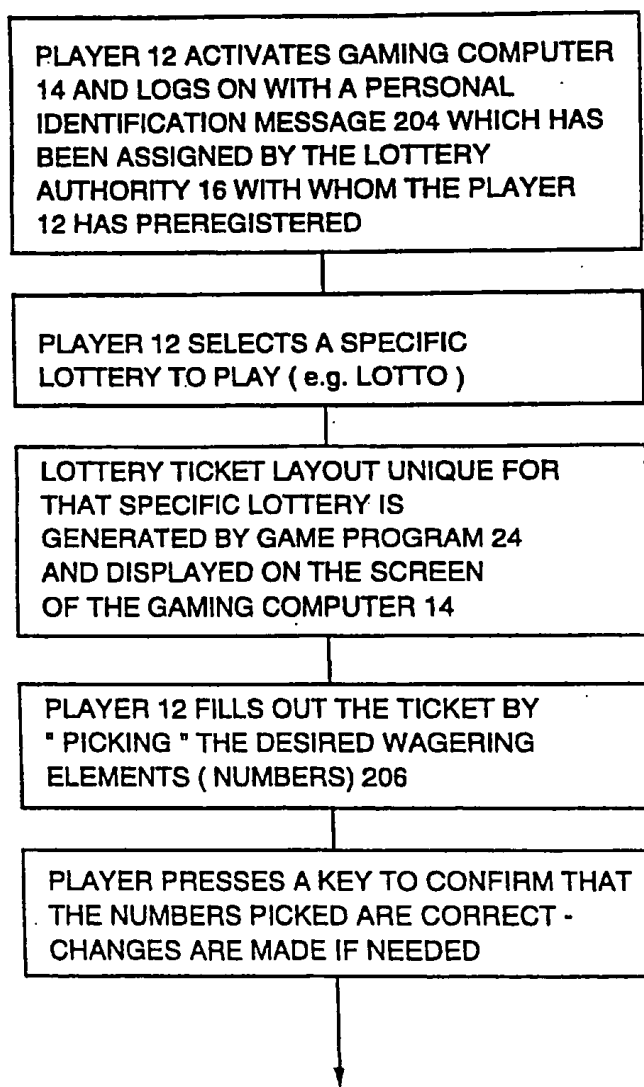 PLAYER 12 ACTIVATES GAMING COMPUTER
14 AND LOGS ON WITH A PERSONAL
IDENTIFICATION MESSAGE 204 WHICH HAS
BEEN ASSIGNED BY THE LOTTERY
AUTHORITY 16 WITH WHOM THE PLAYER
12 HAS PREREGISTERED
PLAYER 12 SELECTS A SPECIFIC
LOTTERY TO PLAY ( e.g. LOTTO )
LOTTERY TICKET LAYOUT UNIQUE FOR
THAT SPECIFIC LOTTERY IS
GENERATED BY GAME PROGRAM 24
AND DISPLAYED ON THE SCREEN
OF THE GAMING COMPUTER 14
PLAYER 12 FILLS OUT THE TICKET BY
" PICKING " THE DESIRED WAGERING
ELEMENTS ( NUMBERS) 206
PLAYER PRESSES A KEY TO CONFIRM THAT
THE NUMBERS PICKED ARE CORRECT -
CHANGES ARE MADE IF NEEDED